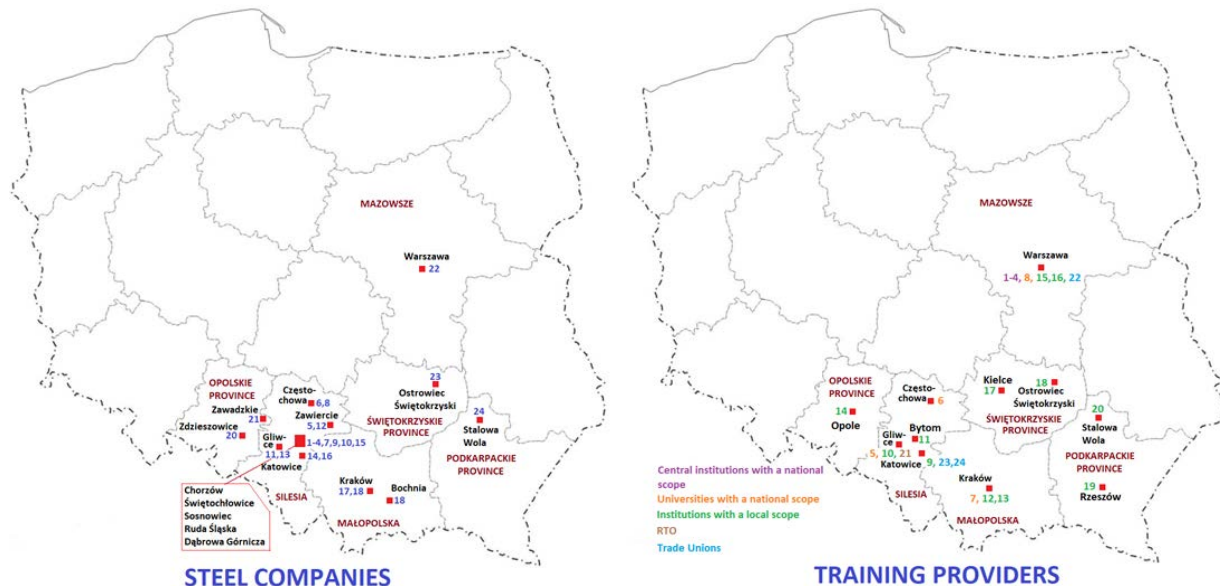 MAZOWSZE
Warszawa
22
23
OPOLSKIE
PROVINCE
Często-
chowa 6,8
Ostrowiec
Świętokrzyski
Zawadzkie
21
Zawiercie
5,12
ŚWIĘTOKRZYSKIE
PROVINCE
24
Stalowa
Wola
Zdzieszowice
20
Gliw-
ce
11,13
1-4,7,9,10,15
Katowice
14,16
PODKARPACKIE
PROVINCE
Kraków
17,18
Bochnia
18
SILESIA
MAŁOPOLSKA
Chorzów
Świętochłowice
Sosnowiec
Ruda Śląska
Dąbrowa Górnicza
STEEL COMPANIES
MAZOWSZE
Warszawa
1-4, 8, 15,16, 22
OPOLSKIE
PROVINCE
14
Opole
Często-
chowa 6
Kielce
17
18
Ostrowiec
Świętokrzyski
ŚWIĘTOKRZYSKIE
PROVINCE
20
Stalowa
Wola
Bytom
11
Gliw-
ce
5, 10, 21
Katowice
9, 23,24
PODKARPACKIE
PROVINCE
19
Rzeszów
Kraków
7, 12,13
SILESIA
MAŁOPOLSKA
Central institutions with a national
scope
Universities with a national scope
Institutions with a local scope
RTO
Trade Unions
TRAINING PROVIDERS